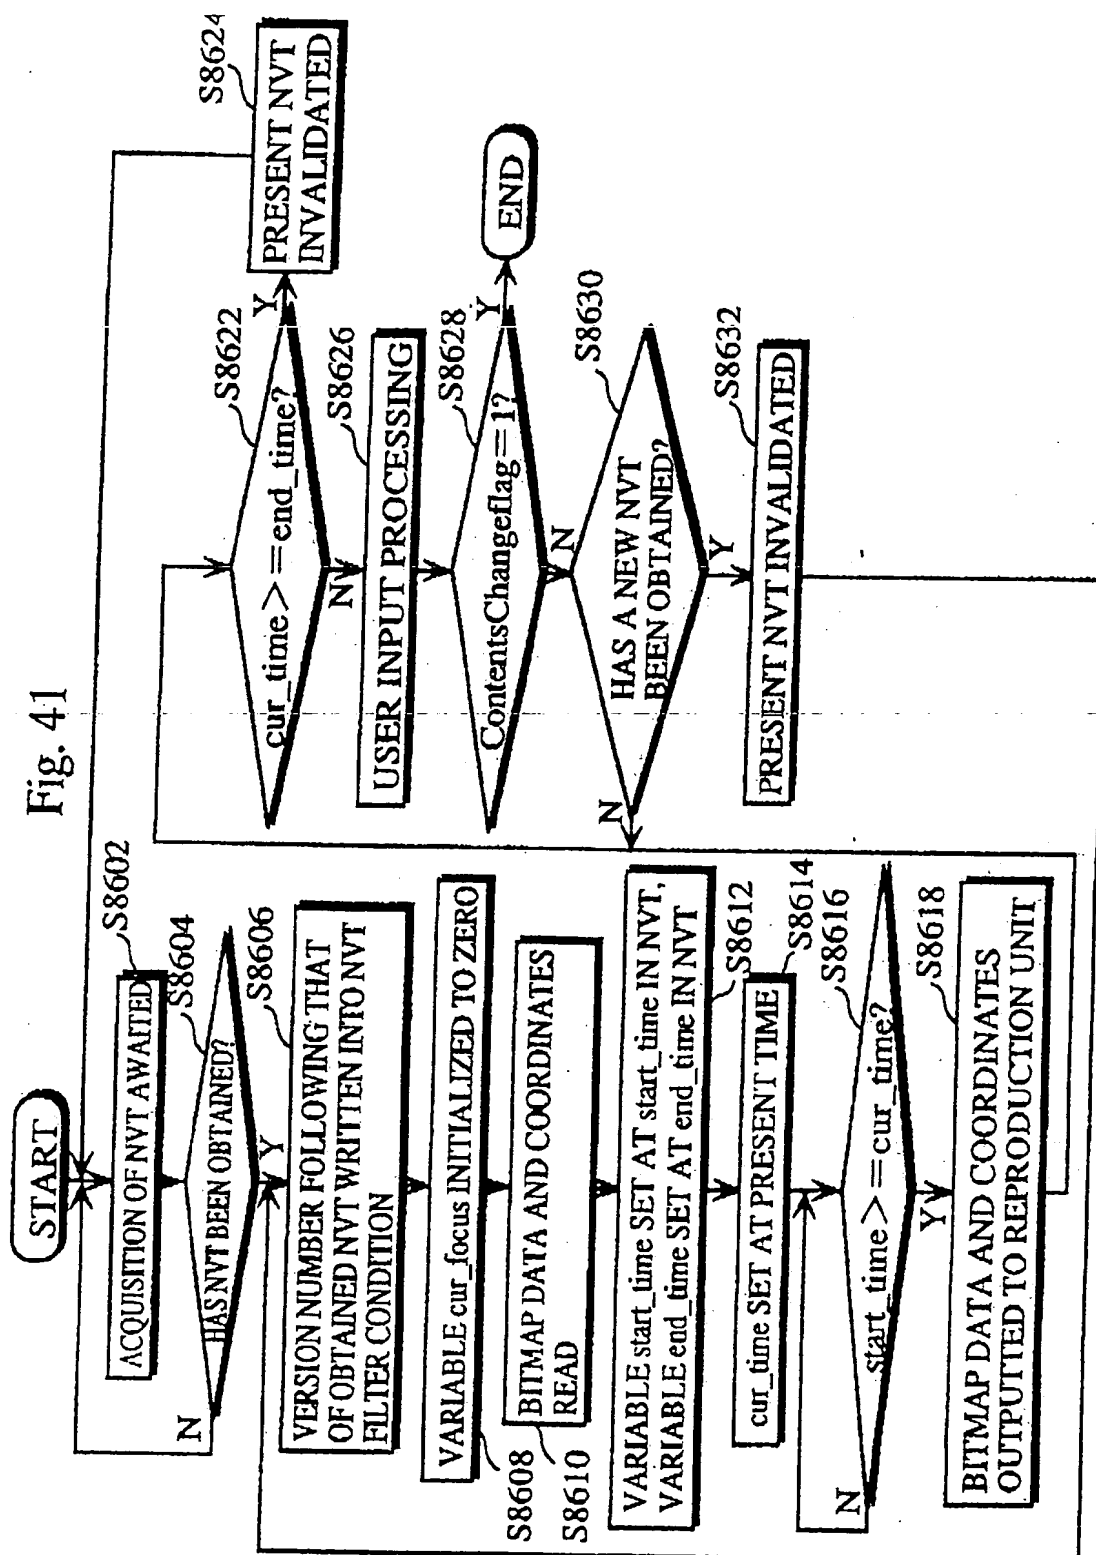 Fig. 41
START
S8602
ACQUISITION OF NVT AWAITED
S8604
HAS NVT BEEN OBTAINED?
N
Y
S8606
VERSION NUMBER FOLLOWING THAT
OF OBTAINED NVT WRITTEN INTO NVT
FILTER CONDITION
VARIABLE cur_focus INITIALIZED TO ZERO
S8608
BITMAP DATA AND COORDINATES
READ
S8610
VARIABLE start_time SET AT start_time IN NVT,
VARIABLE end_time SET AT end_time IN NVT
S8612
cur_time SET AT PRESENT TIME
S8614
S8616
start_time>=cur_time?
N
Y
S8618
BITMAP DATA AND COORDINATES
OUTPUTTED TO REPRODUCTION UNIT
S8622
cur_time>=end_time?
Y
N
S8624
PRESENT NVT
INVALIDATED
S8626
USER INPUT PROCESSING
S8628
ContentsChangeflag==1?
Y
N
END
S8630
HAS A NEW NVT
BEEN OBTAINED?
N
Y
S8632
PRESENT NVT INVALIDATED